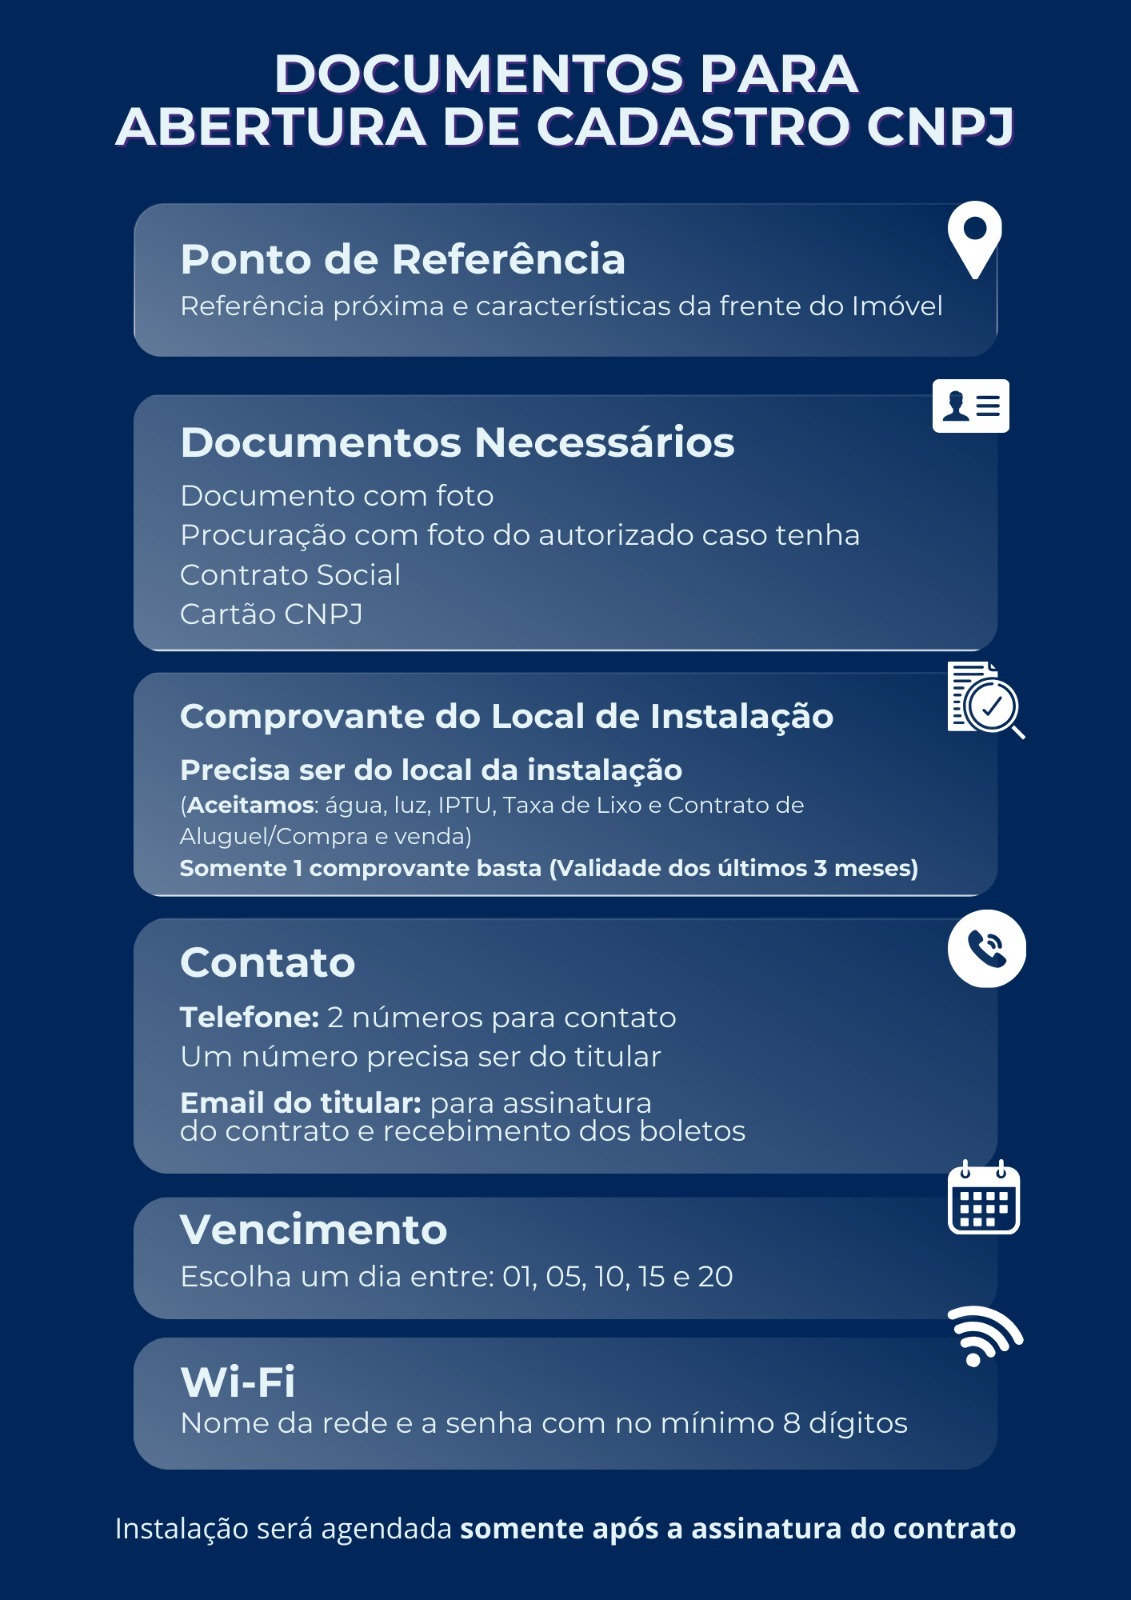 DOCUMENTOS PARA
ABERTURA DE CADASTRO CNPJ
Ponto de Referência
Referência próxima e características da frente do Imóvel
Documentos Necessários
Documento com foto
Procuração com foto do autorizado caso tenha
Contrato Social
Cartão CNPJ
Comprovante do Local de Instalação
Precisa ser do local da instalação
(Aceitamos: água, luz, IPTU, Taxa de Lixo e Contrato de
Aluguel/Compra e venda)
Somente 1 comprovante basta (Validade dos últimos 3 meses)
Contato
Telefone: 2 números para contato
Um número precisa ser do titular
Email do titular: para assinatura
do contrato e recebimento dos boletos
Vencimento
Escolha um dia entre: 01, 05, 10, 15 e 20
Wi-Fi
Nome da rede e a senha com no mínimo 8 dígitos
Instalação será agendada somente após a assinatura do contrato